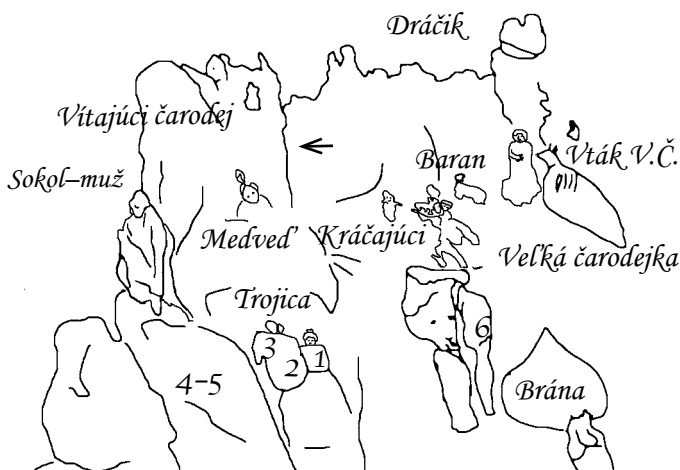 Dráčik
Vítajúci čarodej
Baran
Vták V.Č.
Sokol–muž
Medveď
Kráčajúci
Veľká čarodejka
Trojica
3
2
1
6
4–5
Brána